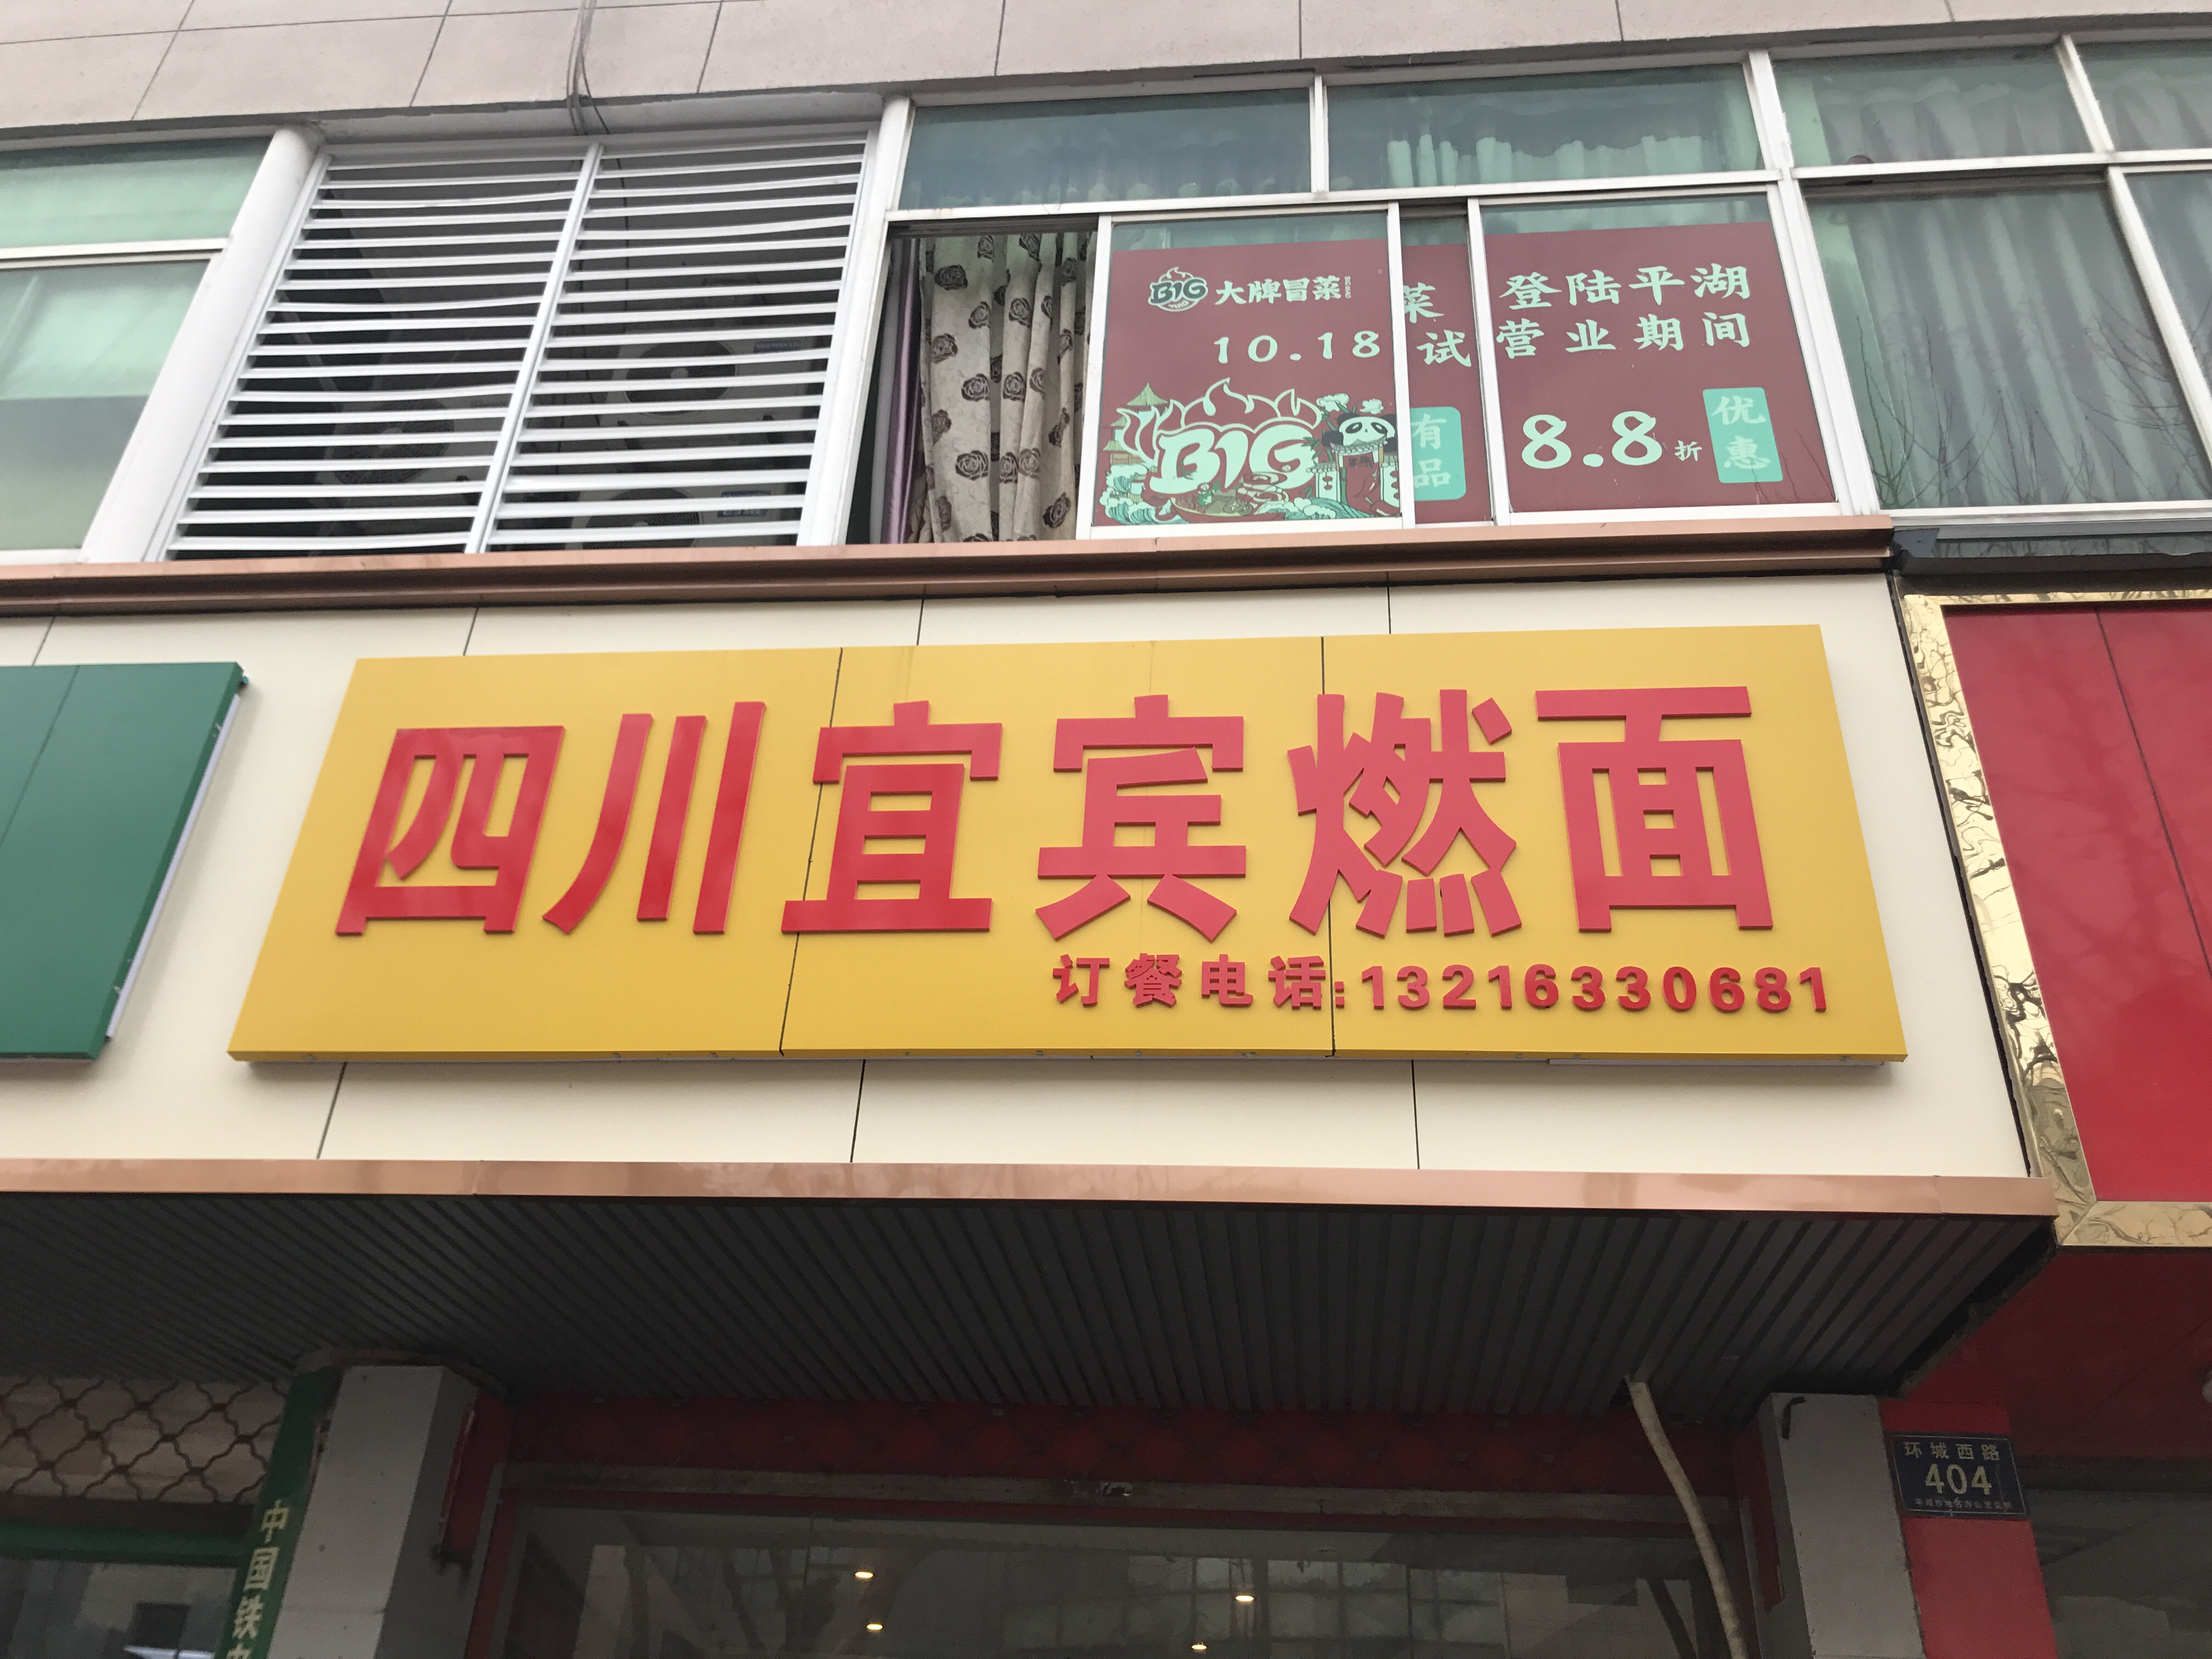 BIG
大牌冒菜
菜 登陆平湖
10.18 试营业期间
BIG
有品
8.8折
优惠
四川宜宾燃面
订餐电话:13216330681
环城西路
404
中国铁